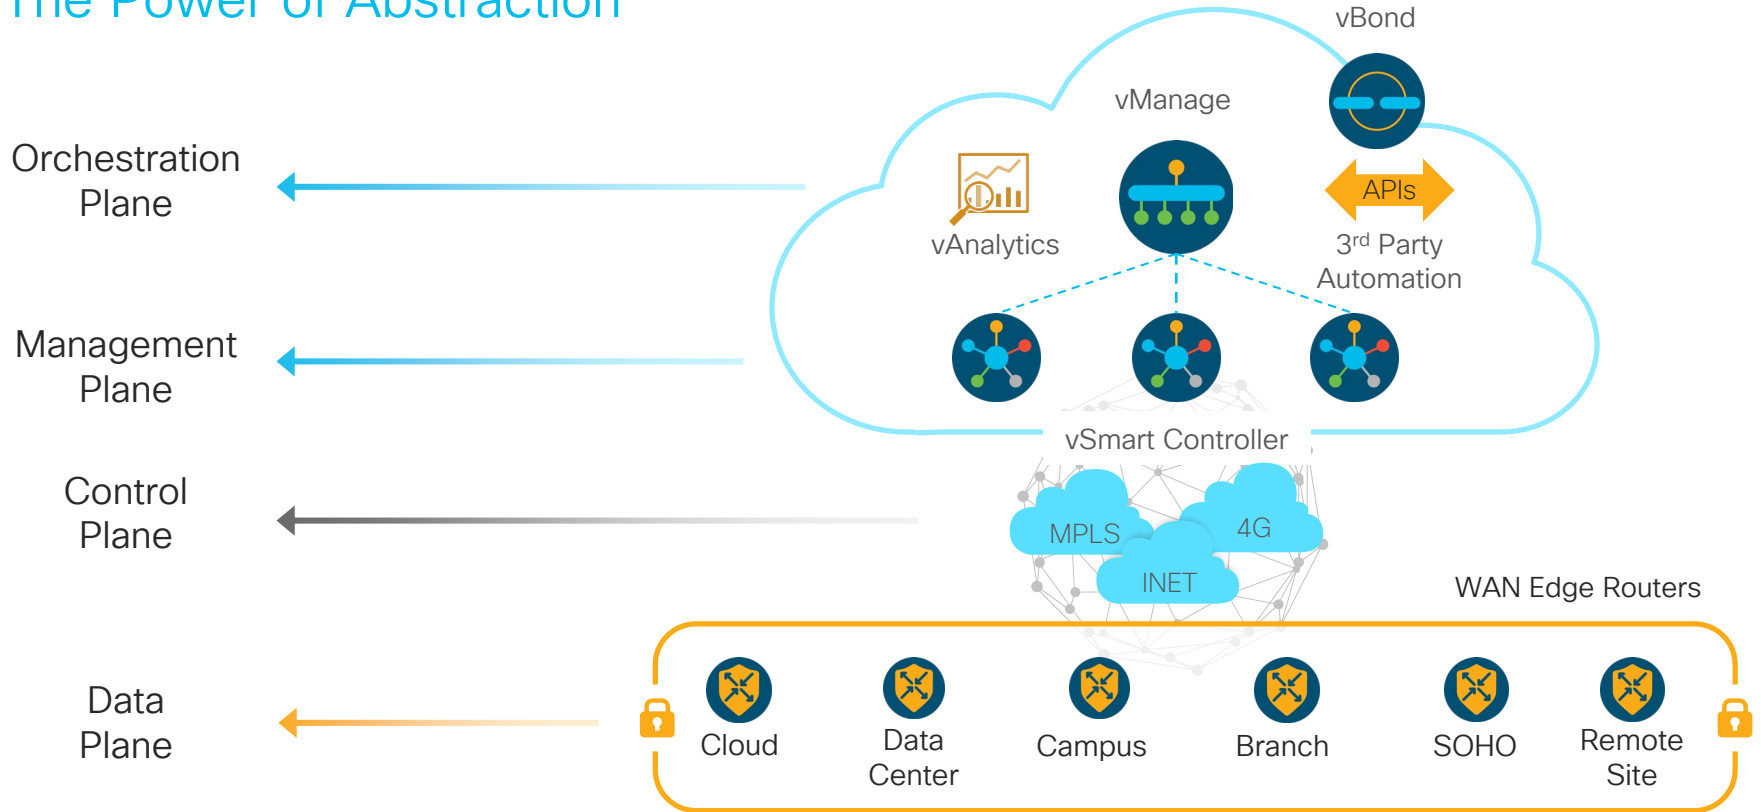 The Power of Abstraction
vBond
vManage
Orchestration
Plane
APIs
vAnalytics
3rd Party
Automation
Management
Plane
vSmart Controller
Control
Plane
MPLS
4G
INET
WAN Edge Routers
Data
Plane
Cloud
Data
Center
Campus
Branch
SOHO
Remote
Site